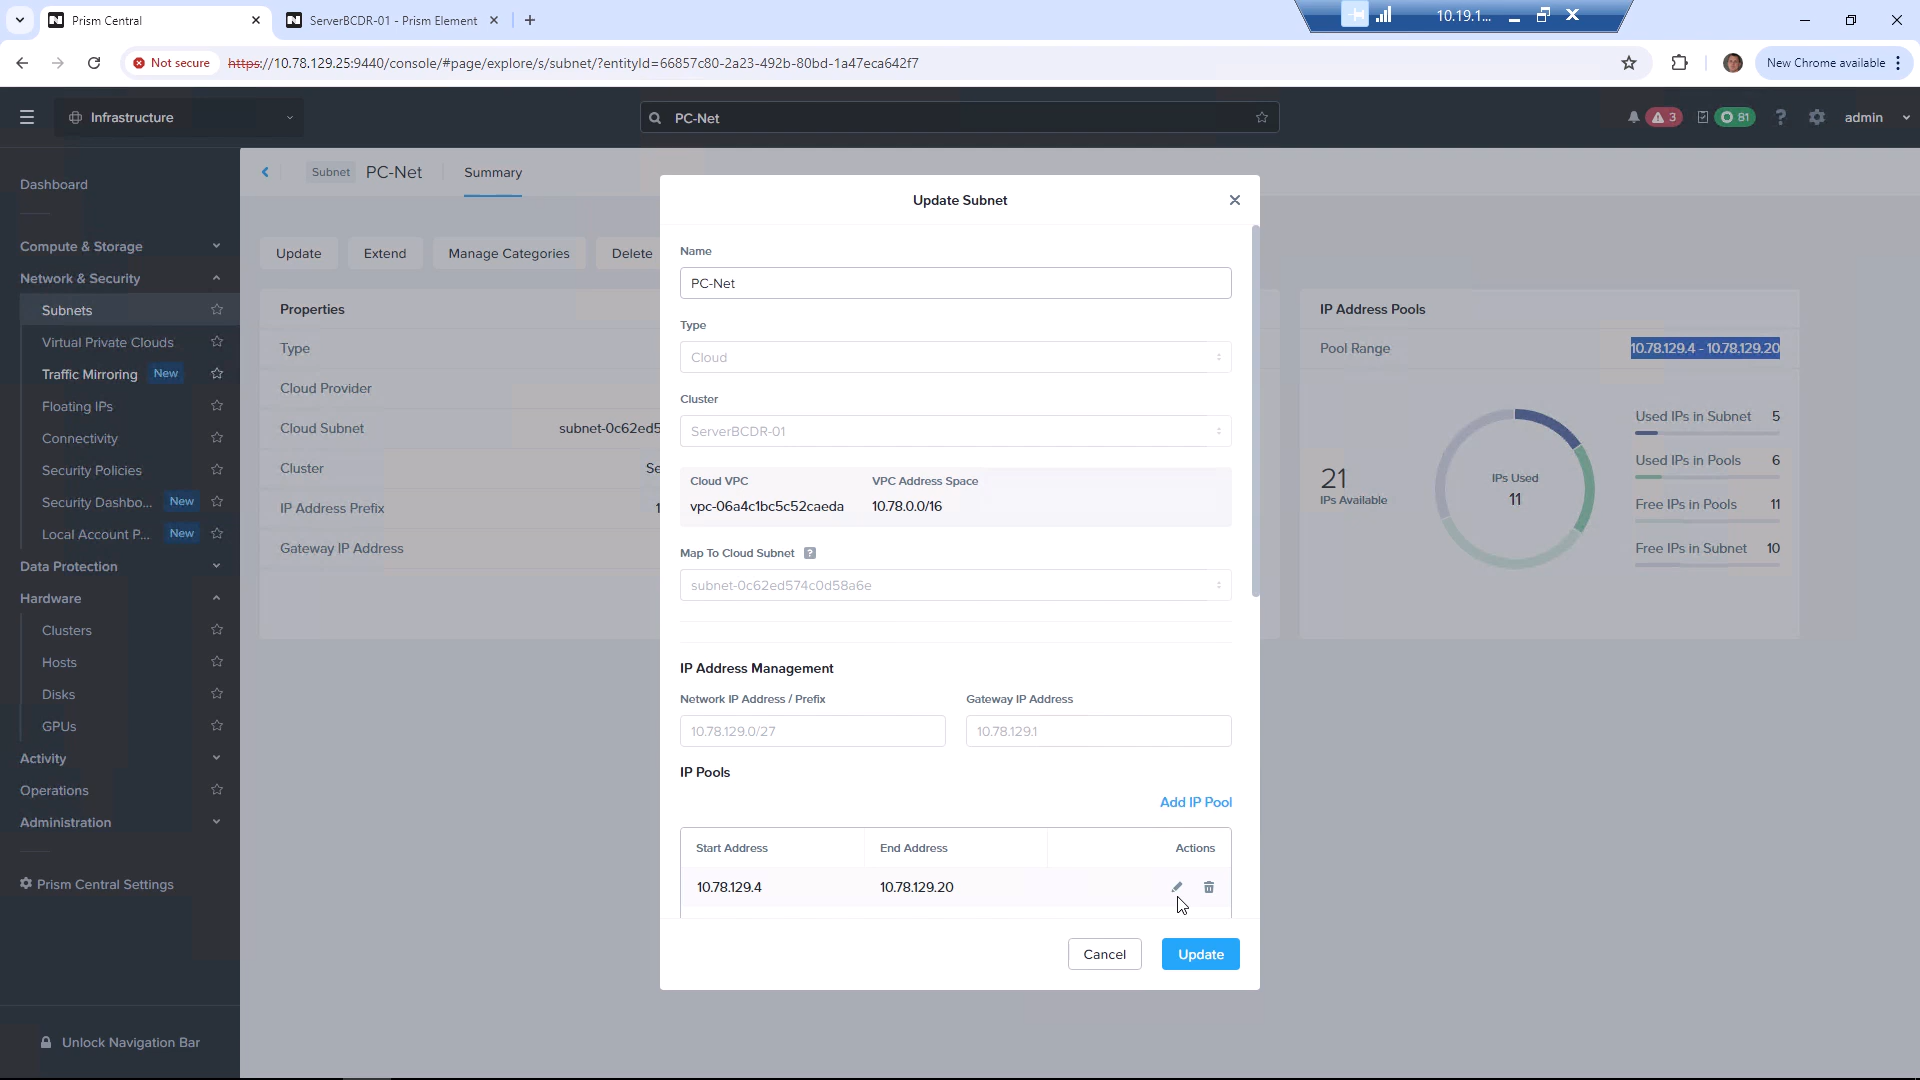 Prism Central
ServerBCDR-01 - Prism Element
10.19.1...
Not secure
https://10.78.129.25:9440/console/#page/explore/s/subnet/?entityId=66857c80-2a23-492b-80bd-1a47eca642f7
New Chrome available
Infrastructure
PC-Net
3
81
admin
Dashboard
Compute & Storage
Network & Security
Subnets
Virtual Private Clouds
Traffic Mirroring New
Floating IPs
Connectivity
Security Policies
Security Dashbo... New
Local Account P... New
Data Protection
Hardware
Clusters
Hosts
Disks
GPUs
Activity
Operations
Administration
Prism Central Settings
Unlock Navigation Bar
Subnet PC-Net Summary
Update Extend Manage Categories Delete
Properties
Type
Cloud Provider
Cloud Subnet subnet-0c62ed5
Cluster Se
IP Address Prefix 1
Gateway IP Address
Update Subnet
Name
PC-Net
Type
Cloud
Cluster
ServerBCDR-01
Cloud VPC VPC Address Space
vpc-06a4c1bc5c52caeda 10.78.0.0/16
Map To Cloud Subnet ?
subnet-0c62ed574c0d58a6e
IP Address Management
Network IP Address / Prefix Gateway IP Address
10.78.129.0/27 10.78.129.1
IP Pools
Add IP Pool
Start Address End Address Actions
10.78.129.4 10.78.129.20
Cancel Update
IP Address Pools
Pool Range 10.78.129.4 - 10.78.129.20
21
IPs Available
IPs Used
11
Used IPs in Subnet 5
Used IPs in Pools 6
Free IPs in Pools 11
Free IPs in Subnet 10